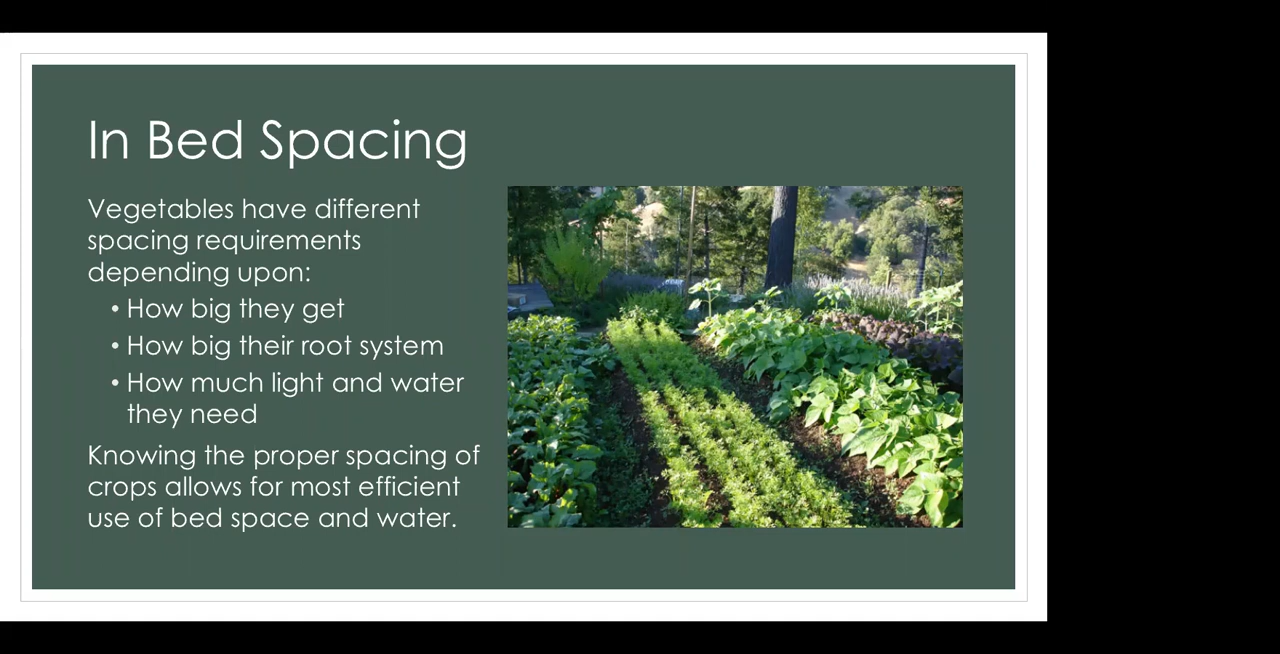 In Bed Spacing
Vegetables have different
spacing requirements
depending upon:
• How big they get
• How big their root system
• How much light and water
they need
Knowing the proper spacing of
crops allows for most efficient
use of bed space and water.